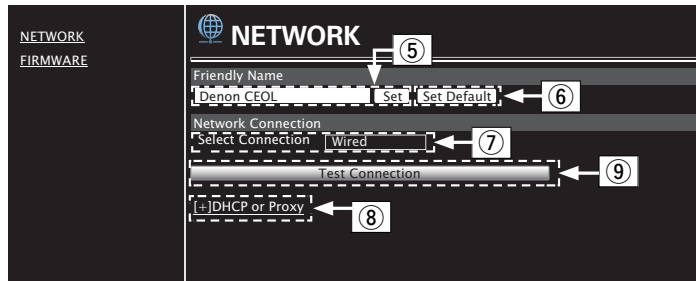 NETWORK
FIRMWARE
NETWORK
⑤
Friendly Name
Denon CEOL Set Set Default ⑥
Network Connection
Select Connection Wired ⑦
Test Connection ⑨
[+]DHCP or Proxy ⑧